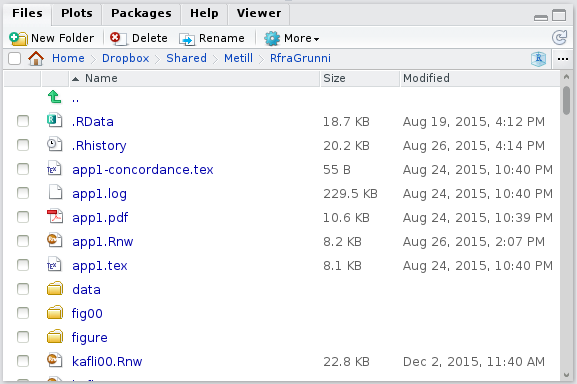 Files Plots Packages Help Viewer
New Folder Delete Rename More
Home Dropbox Shared Metill RfraGrunni R ...
Name Size Modified
..
.RData 18.7 KB Aug 19, 2015, 4:12 PM
.Rhistory 20.2 KB Aug 26, 2015, 4:14 PM
app1-concordance.tex 55 B Aug 24, 2015, 10:40 PM
app1.log 229.5 KB Aug 24, 2015, 10:40 PM
app1.pdf 10.6 KB Aug 24, 2015, 10:39 PM
app1.Rnw 8.2 KB Aug 26, 2015, 2:07 PM
app1.tex 8.1 KB Aug 24, 2015, 10:40 PM
data
fig00
figure
kafli00.Rnw 22.8 KB Dec 2, 2015, 11:40 AM